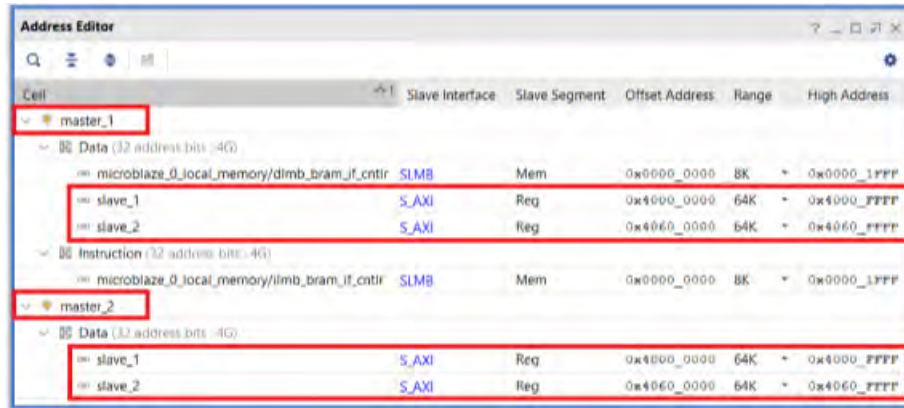 Address Editor
Cell Slave Interface Slave Segment Offset Address Range High Address
master_1
Data (32 address bits : 4G)
microblaze_0_local_memory/dlmb_bram_if_cntlr SLMB Mem 0x0000_0000 8K 0x0000_1FFF
slave_1 S_AXI Reg 0x4000_0000 64K 0x4000_FFFF
slave_2 S_AXI Reg 0x4060_0000 64K 0x4060_FFFF
Instruction (32 address bits : 4G)
microblaze_0_local_memory/ilmb_bram_if_cntlr SLMB Mem 0x0000_0000 8K 0x0000_1FFF
master_2
Data (32 address bits : 4G)
slave_1 S_AXI Reg 0x4000_0000 64K 0x4000_FFFF
slave_2 S_AXI Reg 0x4060_0000 64K 0x4060_FFFF